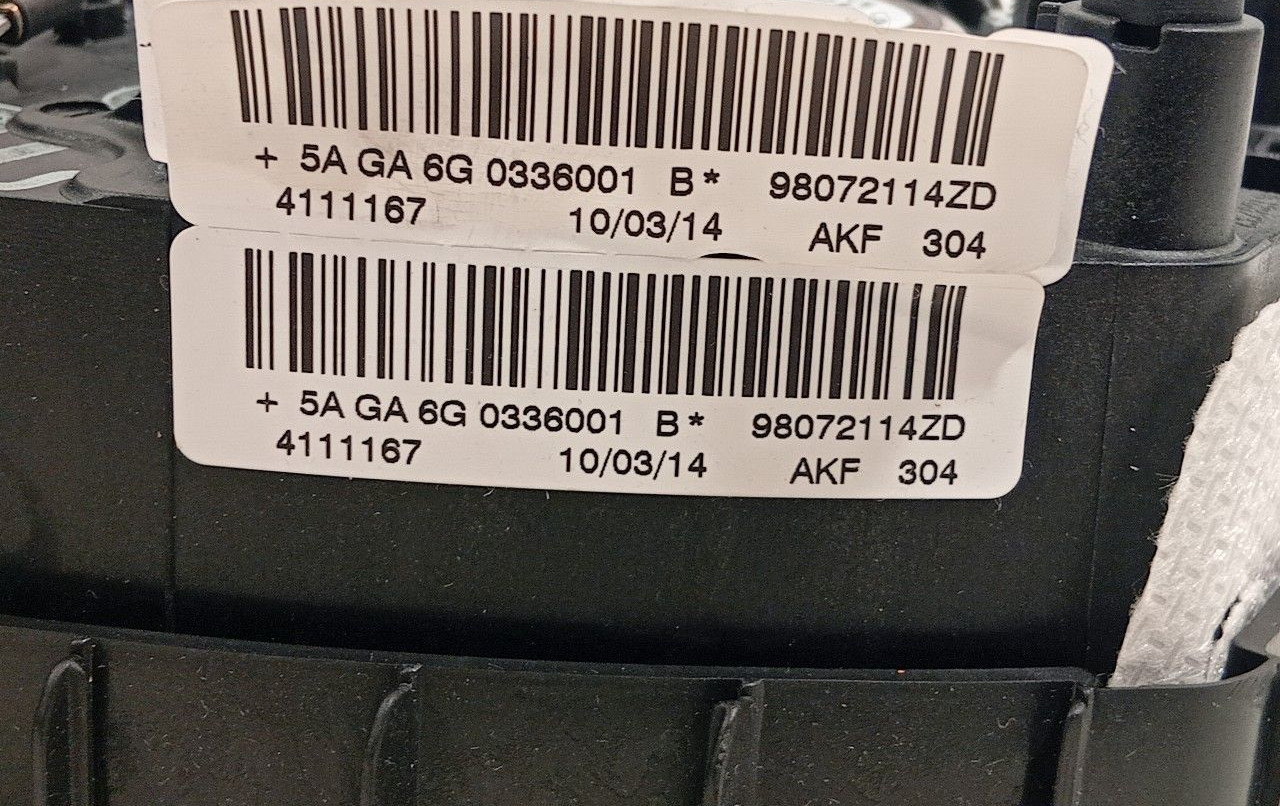 + 5A GA 6G 0336001 B* 98072114ZD
4111167 10/03/14 AKF 304
+ 5A GA 6G 0336001 B* 98072114ZD
4111167 10/03/14 AKF 304